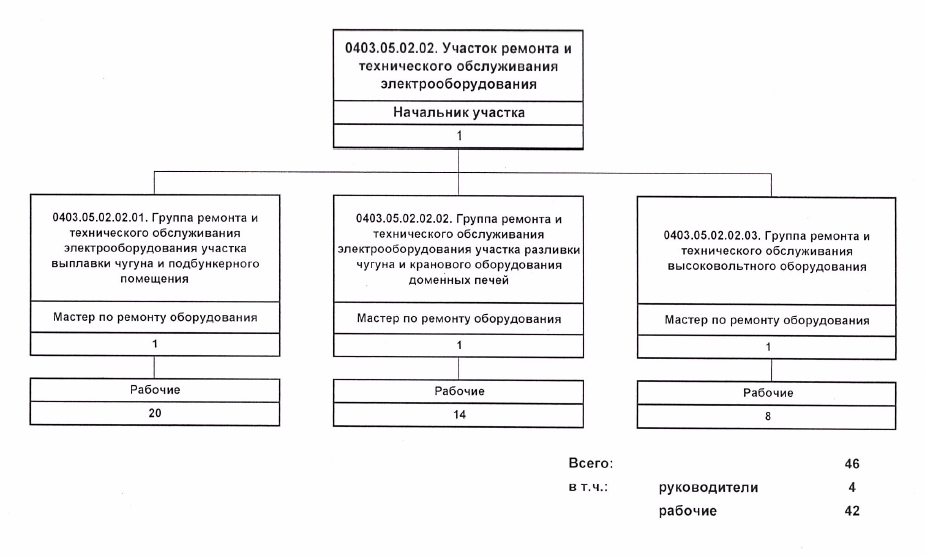 0403.05.02.02. Участок ремонта и
технического обслуживания
электрооборудования
Начальник участка
1
0403.05.02.02.01. Группа ремонта и
технического обслуживания
электрооборудования участка
выплавки чугуна и подбункерного
помещения
Мастер по ремонту оборудования
1
Рабочие
20
0403.05.02.02.02. Группа ремонта и
технического обслуживания
электрооборудования участка разливки
чугуна и кранового оборудования
доменных печей
Мастер по ремонту оборудования
1
Рабочие
14
0403.05.02.02.03. Группа ремонта и
технического обслуживания
высоковольтного оборудования
Мастер по ремонту оборудования
1
Рабочие
8
Всего: 46
в т.ч.: руководители 4
рабочие 42